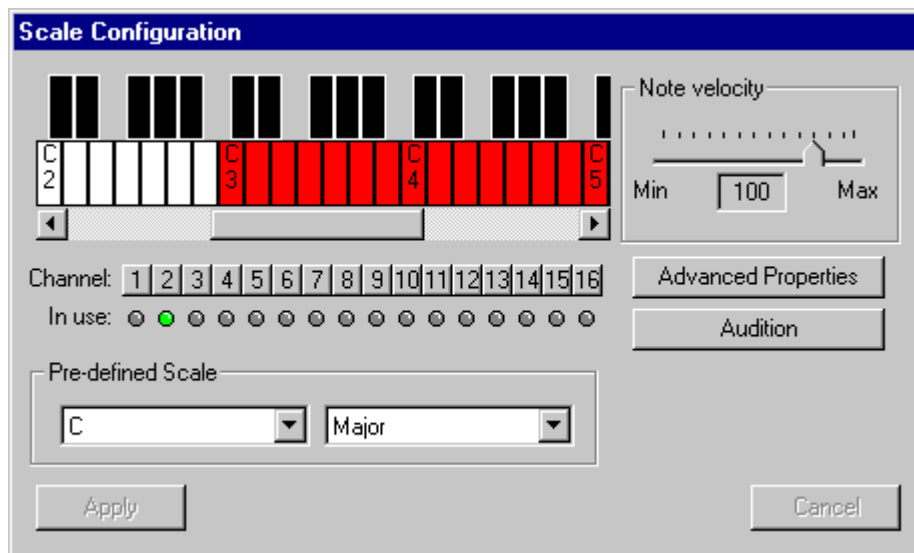 Scale Configuration
Note velocity
C 2 C 3 C 4 C 5
Min 100 Max
Channel: 1 2 3 4 5 6 7 8 9 10 11 12 13 14 15 16
Advanced Properties
In use:
Audition
Pre-defined Scale
C Major
Apply Cancel